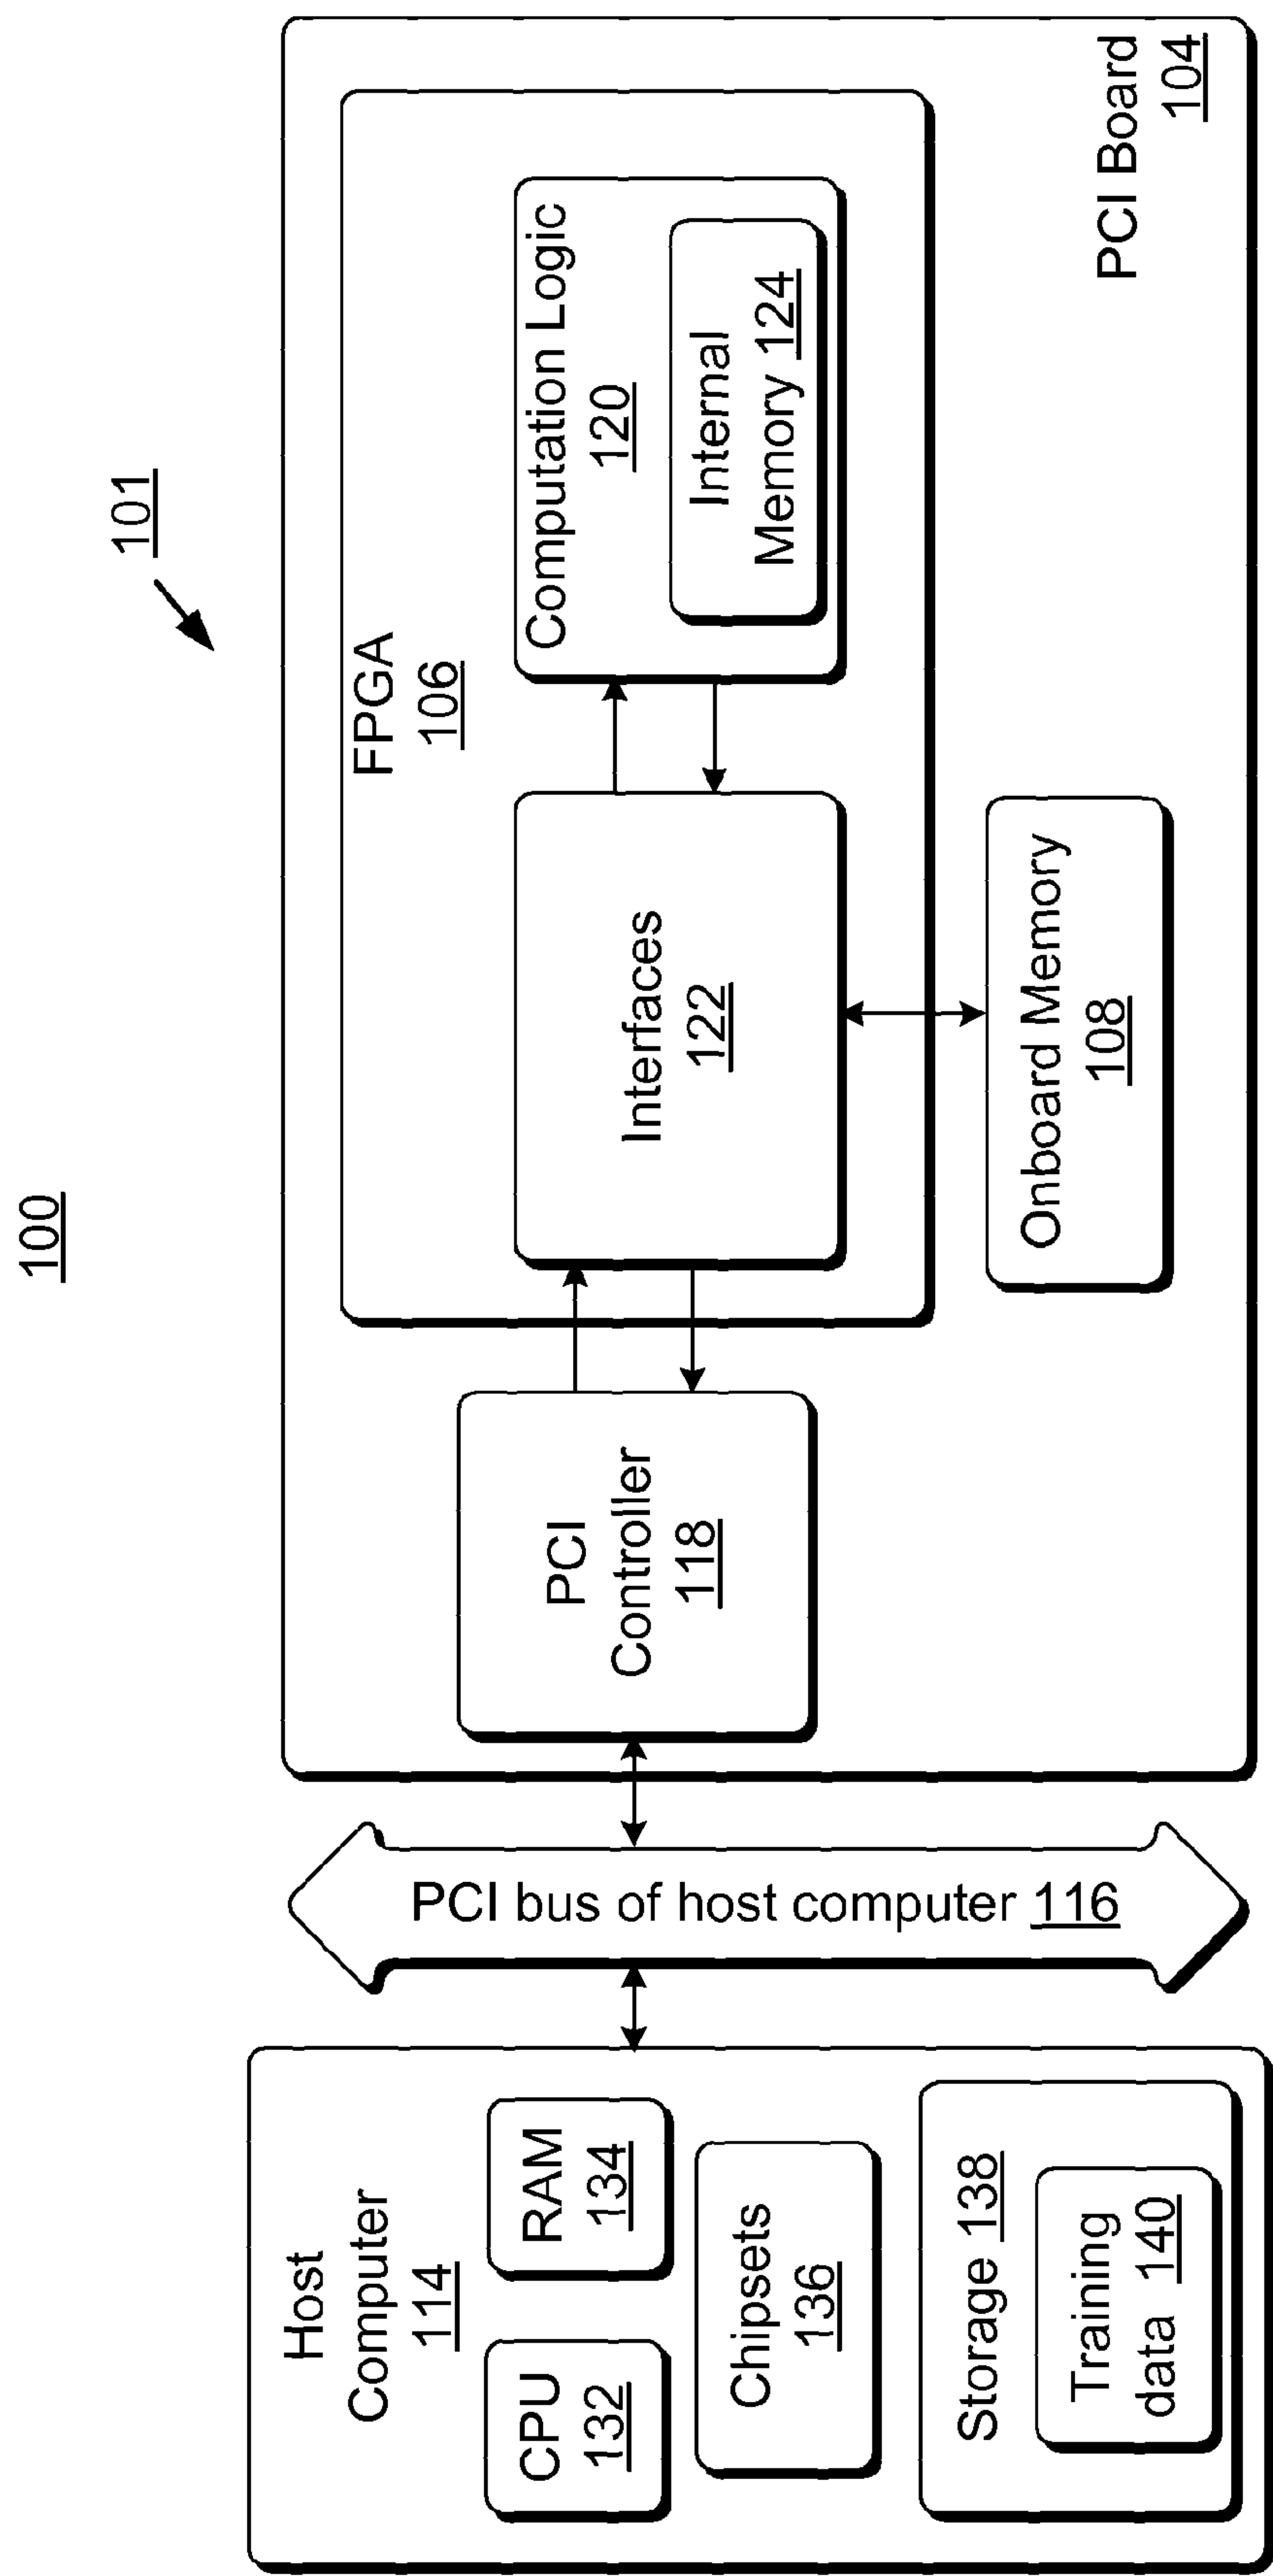 100
101
Host
Computer
114
CPU
132
RAM
134
Chipsets
136
Storage 138
Training
data 140
PCI bus of host computer 116
PCI
Controller
118
FPGA
106
Interfaces
122
Computation Logic
120
Internal
Memory 124
Onboard Memory
108
PCI Board
104